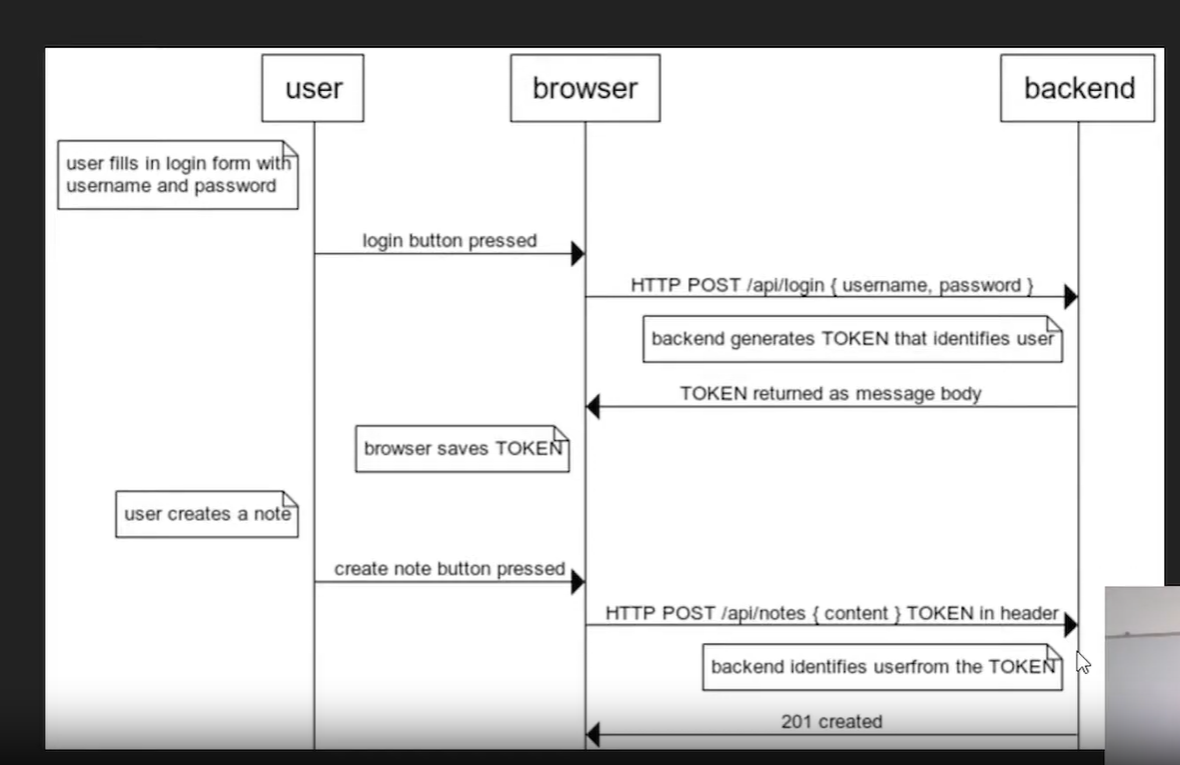 user
browser
backend
user fills in login form with
username and password
login button pressed
HTTP POST /api/login { username, password }
backend generates TOKEN that identifies user
TOKEN returned as message body
browser saves TOKEN
user creates a note
create note button pressed
HTTP POST /api/notes { content } TOKEN in header
backend identifies userfrom the TOKEN
201 created